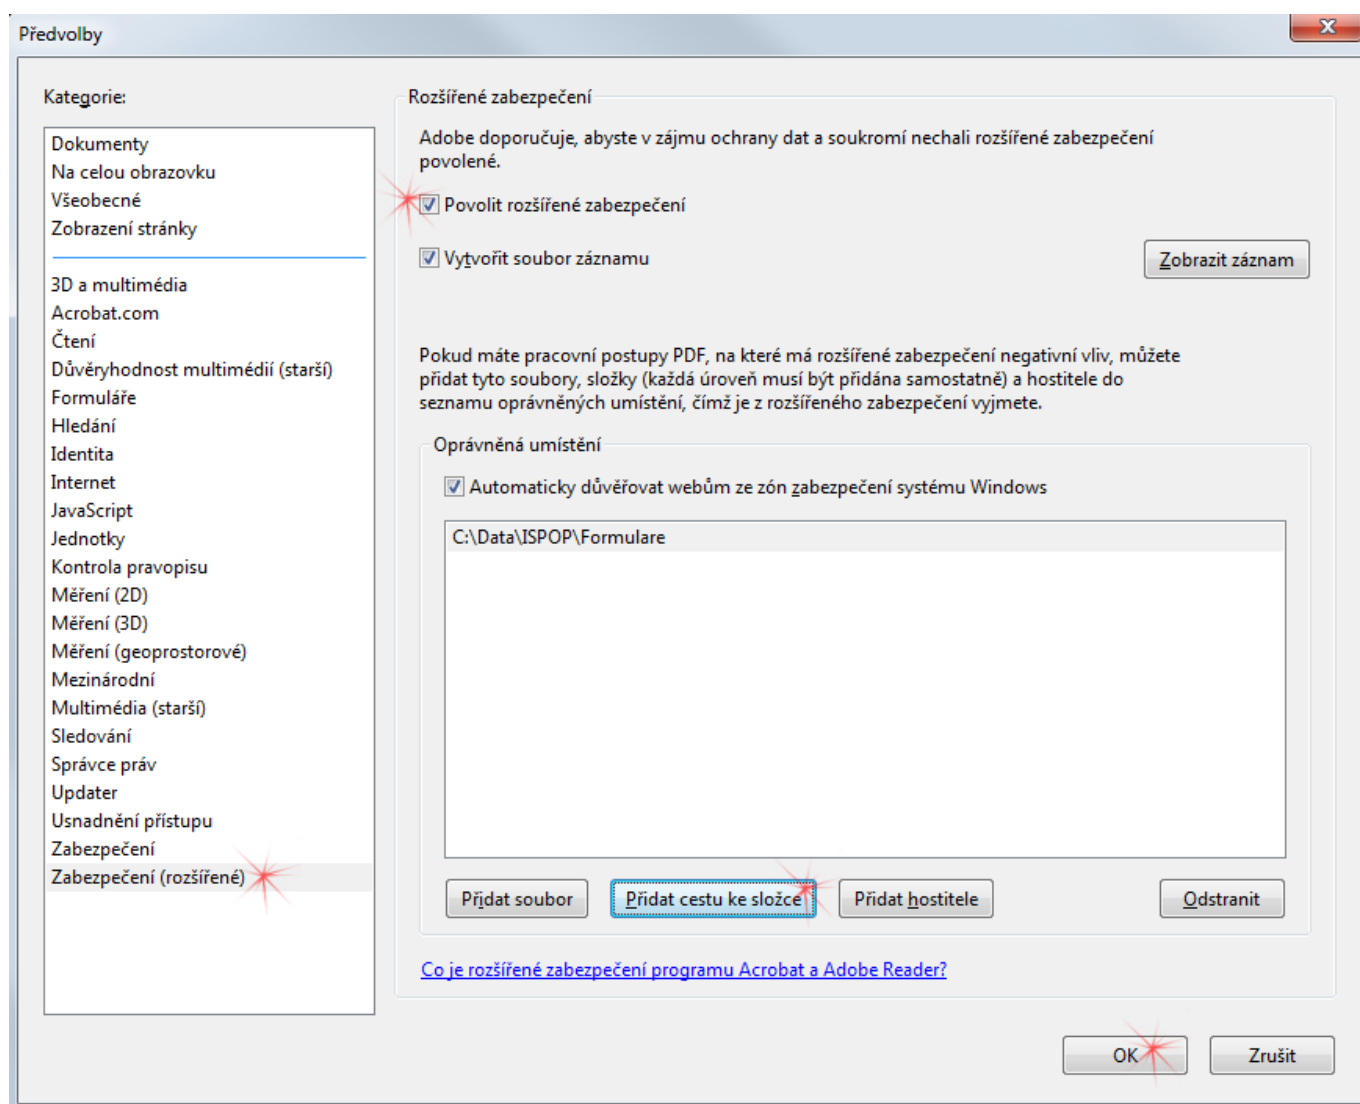 Předvolby
Kategorie:
Dokumenty
Na celou obrazovku
Všeobecné
Zobrazení stránky
3D a multimédia
Acrobat.com
Čtení
Důvěryhodnost multimédií (starší)
Formuláře
Hledání
Identita
Internet
JavaScript
Jednotky
Kontrola pravopisu
Měření (2D)
Měření (3D)
Měření (geoprostorové)
Mezinárodní
Multimédia (starší)
Sledování
Správce práv
Updater
Usnadnění přístupu
Zabezpečení
Zabezpečení (rozšířené)
Rozšířené zabezpečení
Adobe doporučuje, abyste v zájmu ochrany dat a soukromí nechali rozšířené zabezpečení
povolené.
Povolit rozšířené zabezpečení
Vytvořit soubor záznamu
Zobrazit záznam
Pokud máte pracovní postupy PDF, na které má rozšířené zabezpečení negativní vliv, můžete
přidat tyto soubory, složky (každá úroveň musí být přidána samostatně) a hostitele do
seznamu oprávněných umístění, čímž je z rozšířeného zabezpečení vyjmete.
Oprávněná umístění
Automaticky důvěřovat webům ze zón zabezpečení systému Windows
C:\Data\ISPOP\Formulare
Přidat soubor
Přidat cestu ke složce
Přidat hostitele
Odstranit
Co je rozšířené zabezpečení programu Acrobat a Adobe Reader?
OK
Zrušit